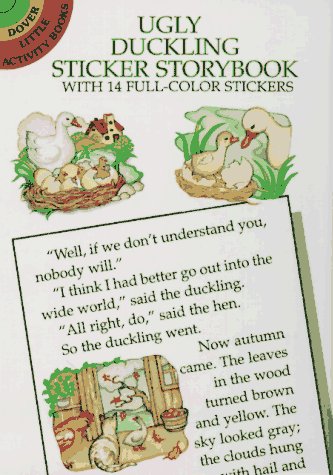 DOVER
LITTLE
ACTIVITY BOOKS
UGLY
DUCKLING
STICKER STORYBOOK
WITH 14 FULL-COLOR STICKERS
"Well, if we don't understand you,
nobody will."
"I think I had better go out into the
wide world," said the duckling.
"All right, do," said the hen.
So the duckling went.
Now autumn
came. The leaves
in the wood
turned brown
and yellow. The
sky looked gray;
the clouds hung
with hail and